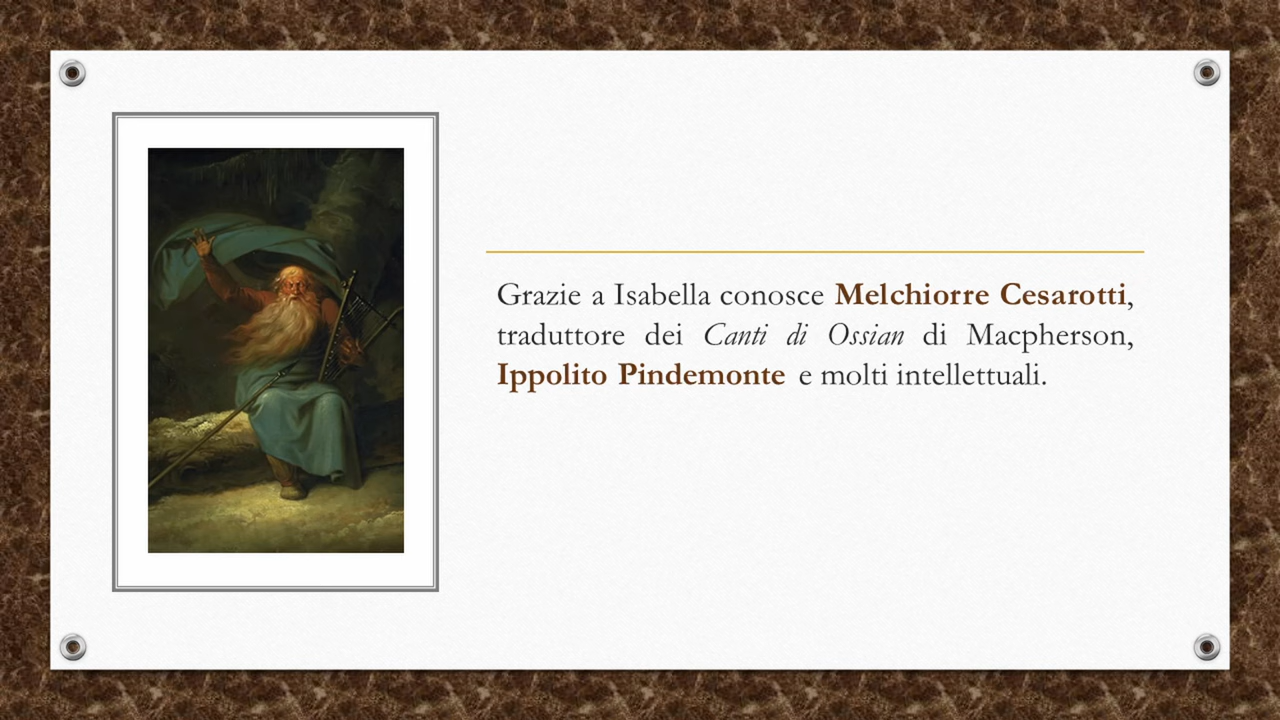 Grazie a Isabella conosce Melchiorre Cesarotti,
traduttore dei Canti di Ossian di Macpherson,
Ippolito Pindemonte e molti intellettuali.